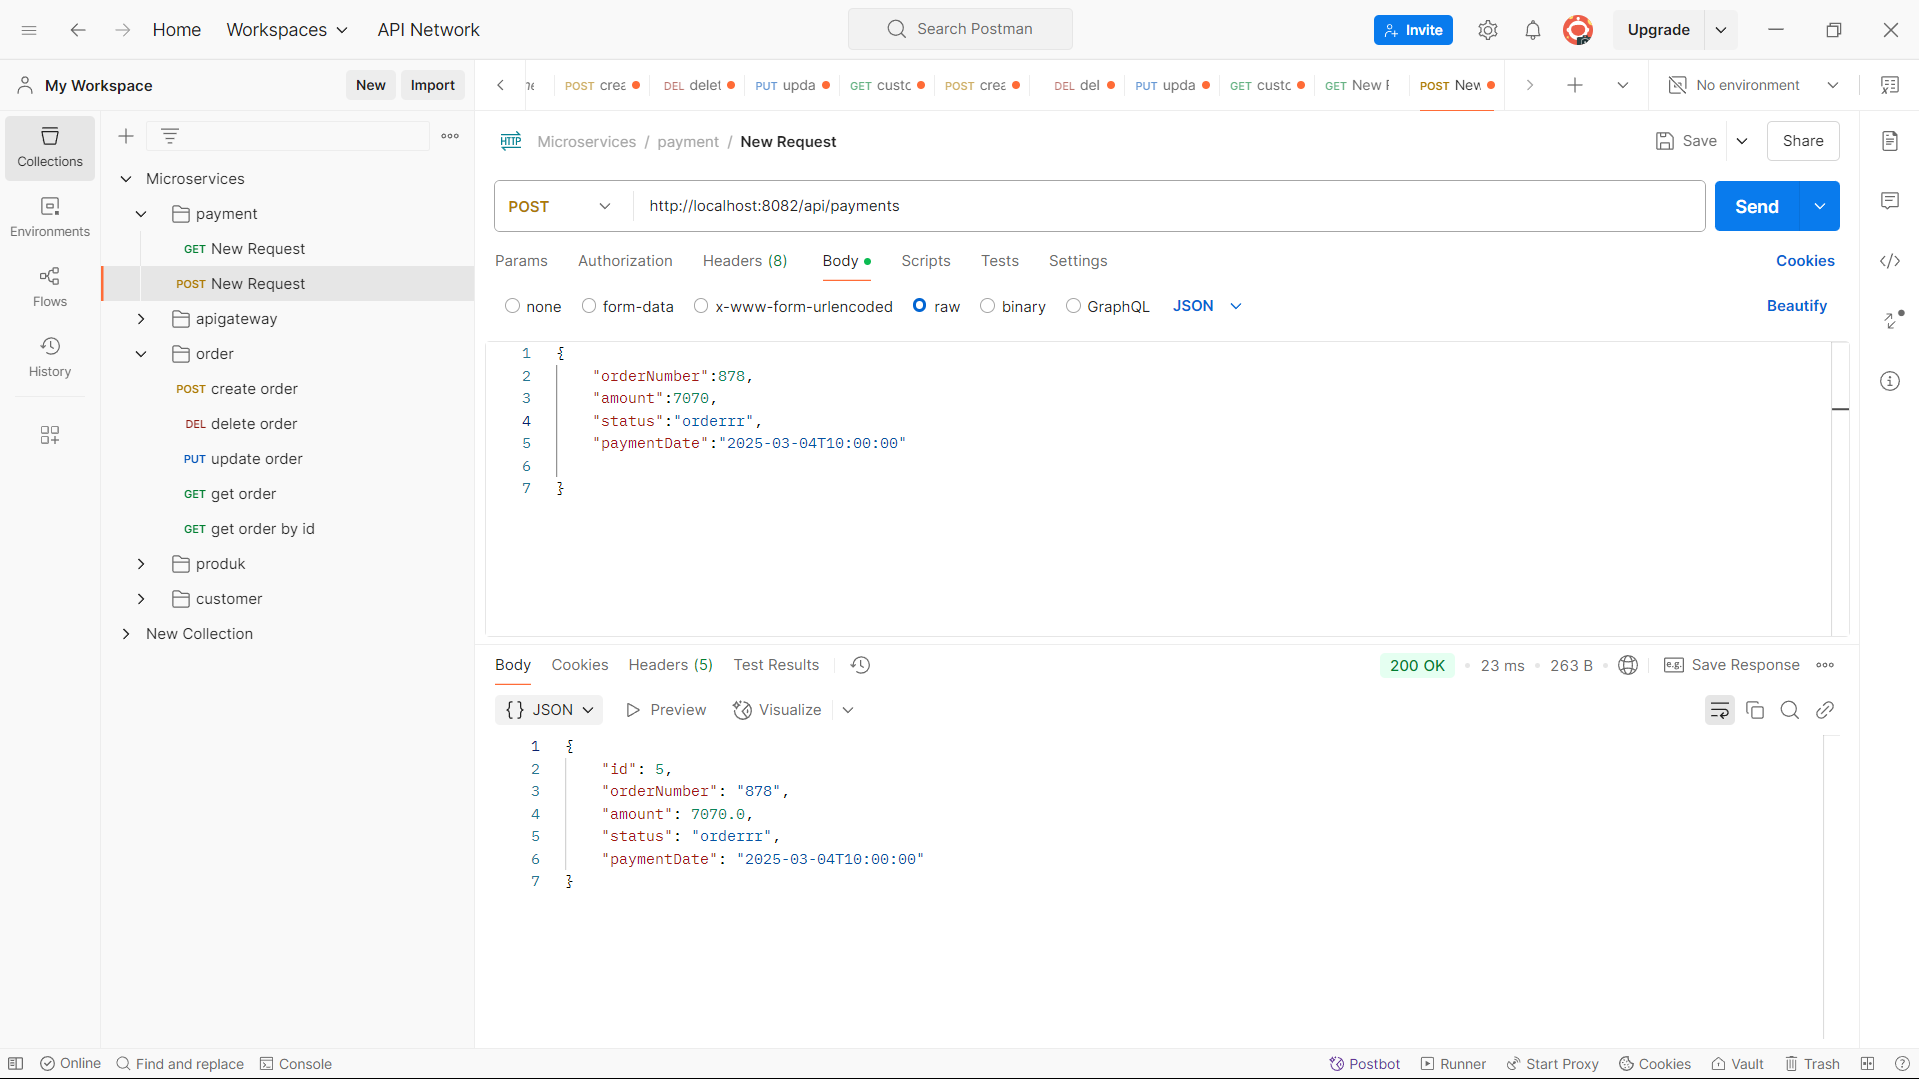 Home Workspaces API Network Search Postman Invite Upgrade
My Workspace New Import
POST crea DEL delet PUT upda GET custc POST crea DEL del PUT upda GET custc GET New POST New No environment
Collections
Environments
Flows
History
Microservices
payment
GET New Request
POST New Request
apigateway
order
POST create order
DEL delete order
PUT update order
GET get order
GET get order by id
produk
customer
New Collection
HTTP Microservices / payment / New Request Save Share
POST http://localhost:8082/api/payments Send
Params Authorization Headers (8) Body Scripts Tests Settings Cookies
none form-data x-www-form-urlencoded raw binary GraphQL JSON Beautify
1 {
2 "orderNumber":878,
3 "amount":7070,
4 "status":"orderrr",
5 "paymentDate":"2025-03-04T10:00:00"
6
7 }
Body Cookies Headers (5) Test Results 200 OK 23 ms 263 B e.g. Save Response
{} JSON Preview Visualize
1 {
2 "id": 5,
3 "orderNumber": "878",
4 "amount": 7070.0,
5 "status": "orderrr",
6 "paymentDate": "2025-03-04T10:00:00"
7 }
Online Find and replace Console Postbot Runner Start Proxy Cookies Vault Trash